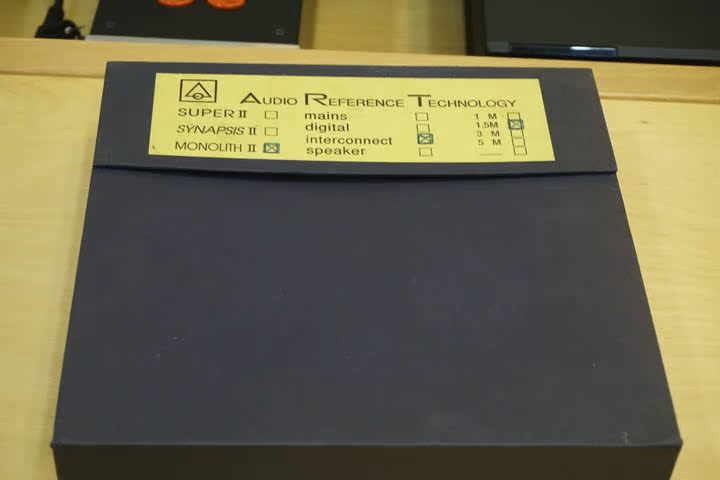 AUDIO REFERENCE TECHNOLOGY
SUPER II mains 1 M
SYNAPSIS II digital 1.5M
MONOLITH II interconnect 3 M
speaker 5 M